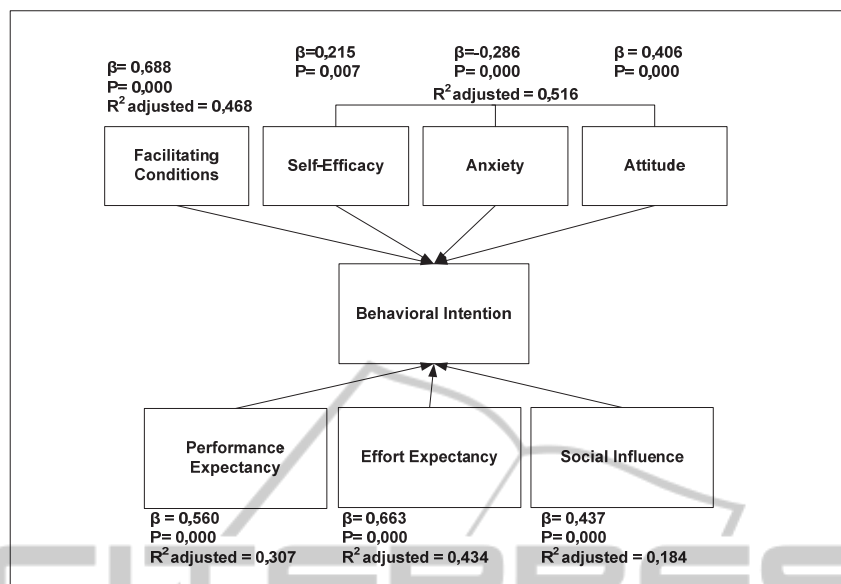 β=0,215
P= 0,007
β=-0,286
P= 0,000
β = 0,406
P= 0,000
β= 0,688
P= 0,000
R² adjusted = 0,468
R² adjusted = 0,516
Facilitating
Conditions
Self-Efficacy
Anxiety
Attitude
Behavioral Intention
Performance
Expectancy
Effort Expectancy
Social Influence
β = 0,560
P= 0,000
R² adjusted = 0,307
β= 0,663
P= 0,000
R² adjusted = 0,434
β= 0,437
P= 0,000
R² adjusted = 0,184